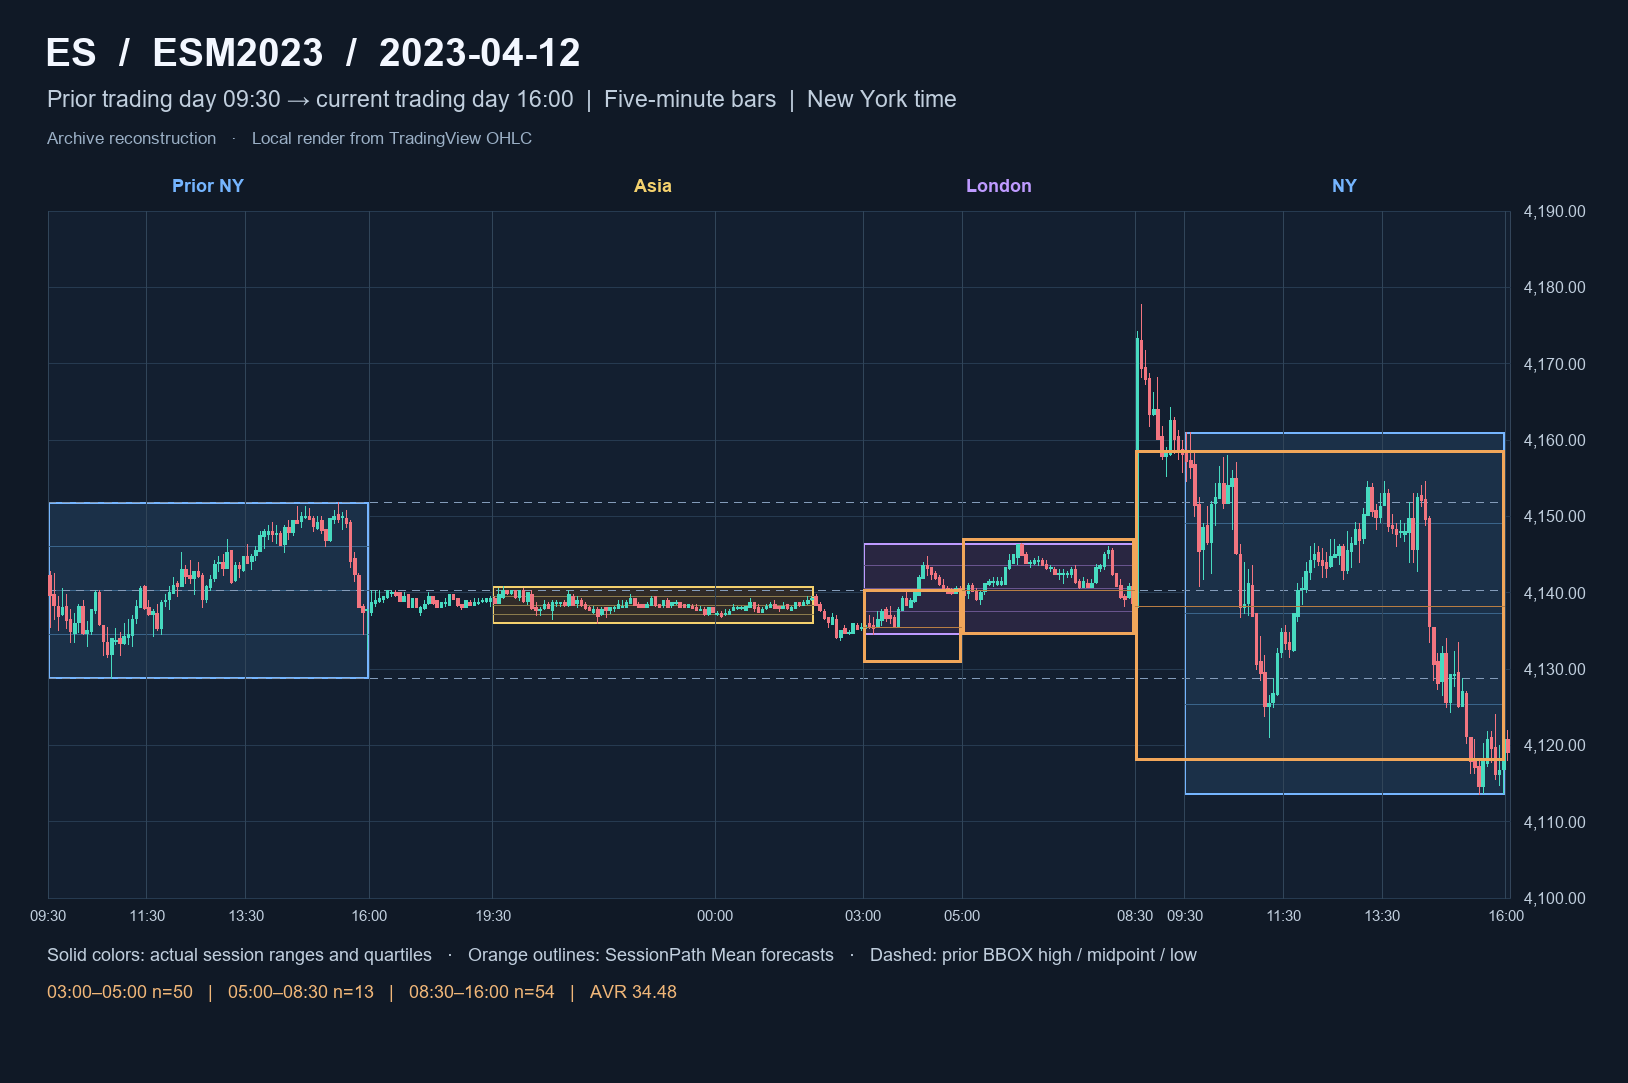 ES / ESM2023 / 2023-04-12
Prior trading day 09:30 → current trading day 16:00 | Five-minute bars | New York time
Archive reconstruction · Local render from TradingView OHLC
Prior NY Asia London NY
4,190.00
4,180.00
4,170.00
4,160.00
4,150.00
4,140.00
4,130.00
4,120.00
4,110.00
4,100.00
09:30 11:30 13:30 16:00 19:30 00:00 03:00 05:00 08:30 09:30 11:30 13:30 16:00
Solid colors: actual session ranges and quartiles · Orange outlines: SessionPath Mean forecasts · Dashed: prior BBOX high / midpoint / low
03:00–05:00 n=50 | 05:00–08:30 n=13 | 08:30–16:00 n=54 | AVR 34.48